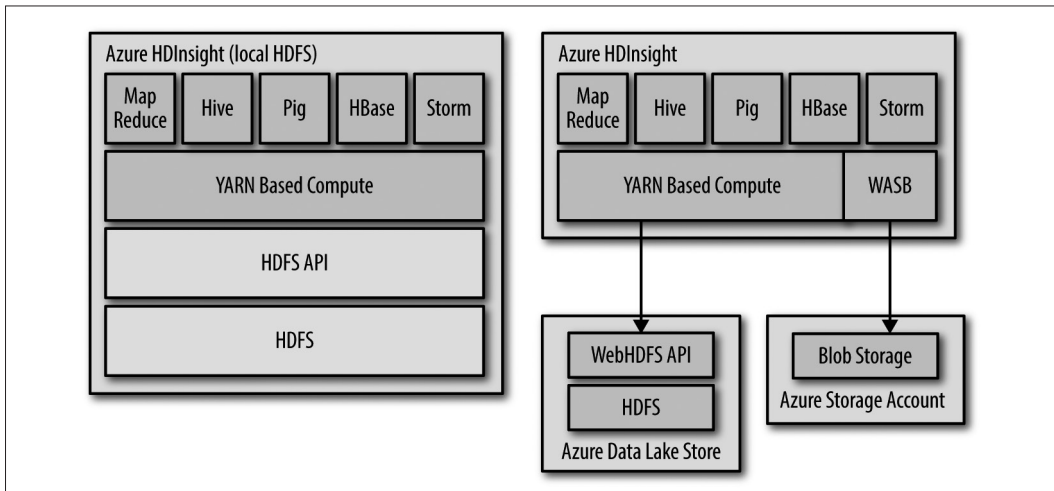 Azure HDInsight (local HDFS)
Map
Reduce
Hive
Pig
HBase
Storm
YARN Based Compute
HDFS API
HDFS
Azure HDInsight
Map
Reduce
Hive
Pig
HBase
Storm
YARN Based Compute
WASB
WebHDFS API
HDFS
Azure Data Lake Store
Blob Storage
Azure Storage Account